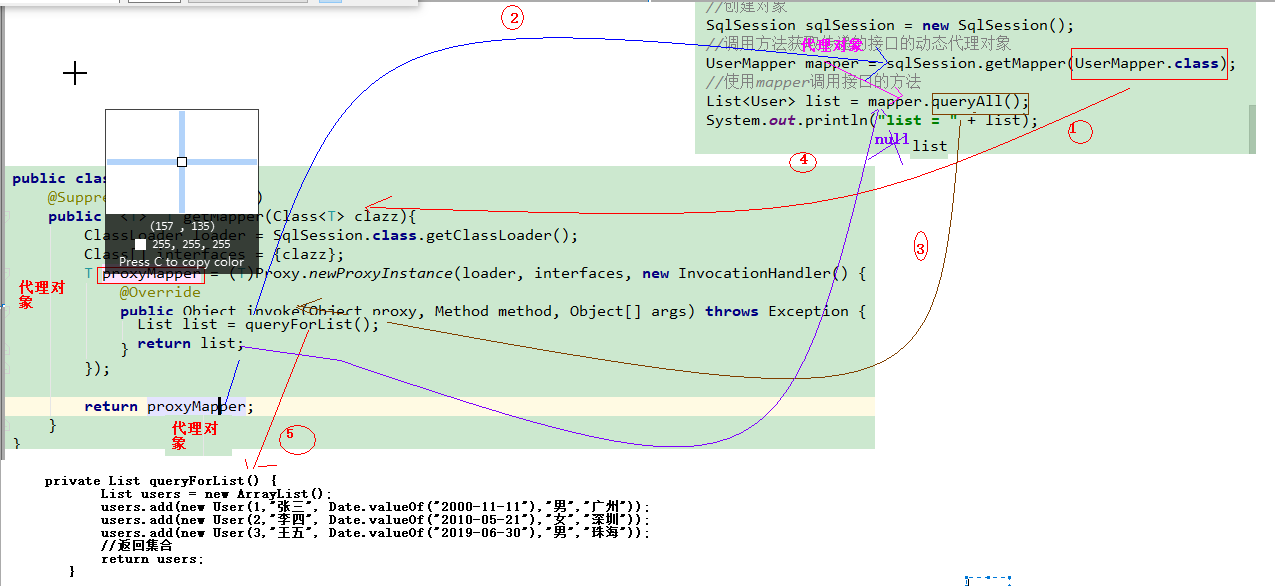 //创建对象
SqlSession sqlSession = new SqlSession();
//调用方法获取 的接口的动态代理对象
代理对象
UserMapper mapper = sqlSession.getMapper(UserMapper.class);
//使用mapper调用接口的方法
List<User> list = mapper.queryAll();
System.out.println("list = " + list);
null
list
①
②
③
④
⑤
public clas
@Suppre )
public <T> getMapper(Class<T> clazz){
ClassLoader loader = SqlSession.class.getClassLoader();
Class[] interfaces = {clazz};
T proxyMapper = (T)Proxy.newProxyInstance(loader, interfaces, new InvocationHandler() {
@Override
public Object invoke(Object proxy, Method method, Object[] args) throws Exception {
List list = queryForList();
return list;
}
});
return proxyMapper;
}
}
(157 , 135)
255, 255, 255
Press C to copy color
代理对
象
代理对
象
private List queryForList() {
List users = new ArrayList();
users.add(new User(1,"张三", Date.valueOf("2000-11-11"),"男","广州"));
users.add(new User(2,"李四", Date.valueOf("2010-05-21"),"女","深圳"));
users.add(new User(3,"王五", Date.valueOf("2019-06-30"),"男","珠海"));
//返回集合
return users;
}